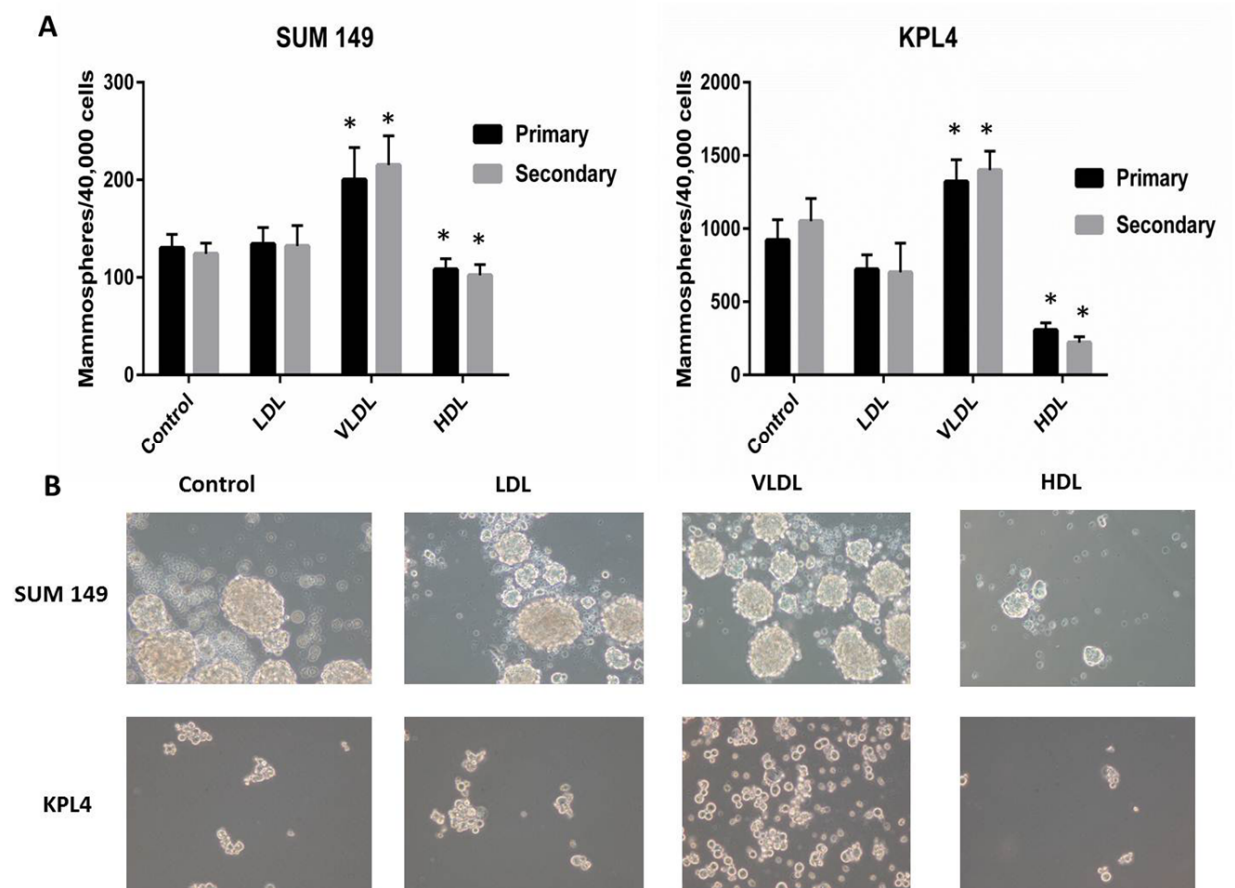 A
SUM 149
Mammospheres/40,000 cells
300
200
100
0
* *
* *
Primary
Secondary
Control
LDL
VLDL
HDL
KPL4
Mammospheres/40,000 cells
2000
1500
1000
500
0
* *
* *
Primary
Secondary
Control
LDL
VLDL
HDL
B
Control LDL VLDL HDL
SUM 149
KPL4